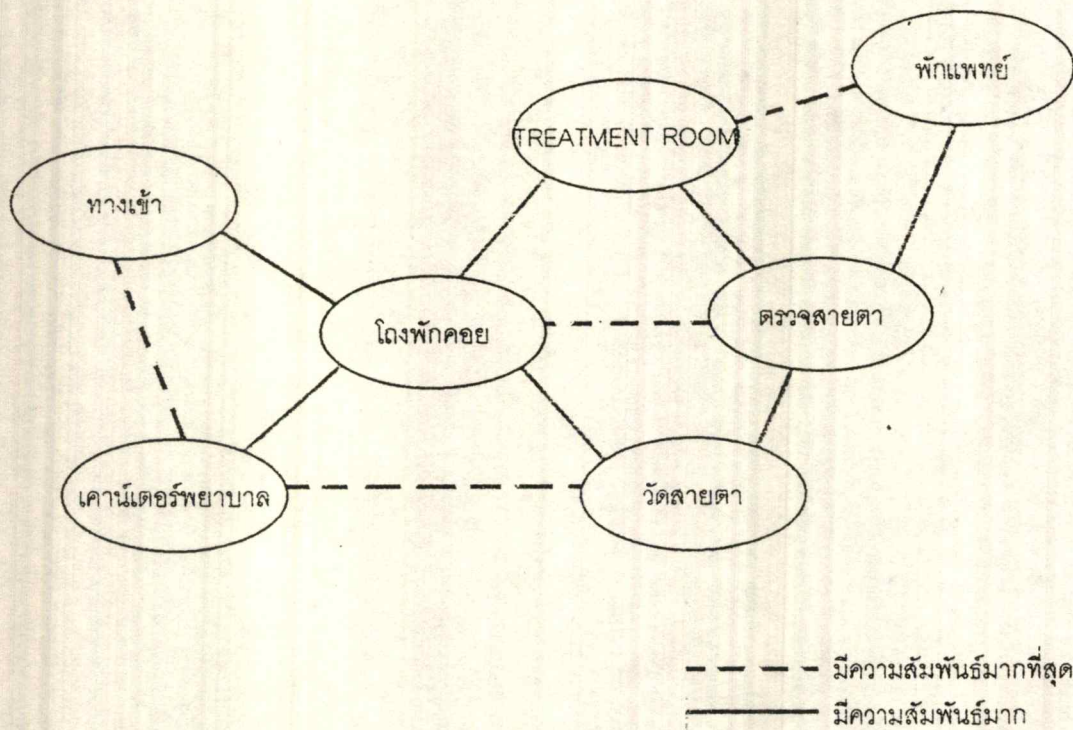 พักแพทย์
TREATMENT ROOM
ทางเข้า
โถงพักคอย
ตรวจสายตา
เคาน์เตอร์พยาบาล
วัดสายตา
มีความสัมพันธ์มากที่สุด
มีความสัมพันธ์มาก